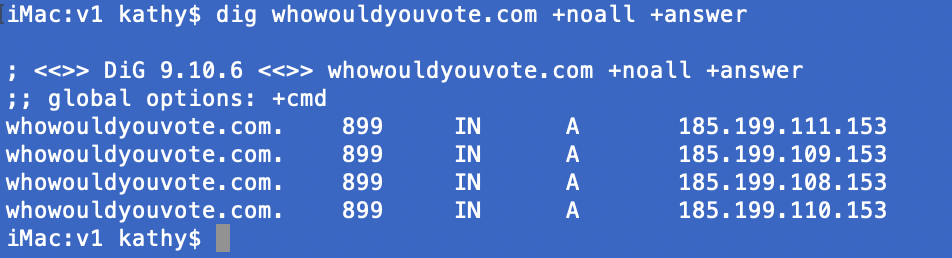 iMac:v1 kathy$ dig whowouldyouvote.com +noall +answer
; <<>> DiG 9.10.6 <<>> whowouldyouvote.com +noall +answer
;; global options: +cmd
whowouldyouvote.com. 899 IN A 185.199.111.153
whowouldyouvote.com. 899 IN A 185.199.109.153
whowouldyouvote.com. 899 IN A 185.199.108.153
whowouldyouvote.com. 899 IN A 185.199.110.153
iMac:v1 kathy$